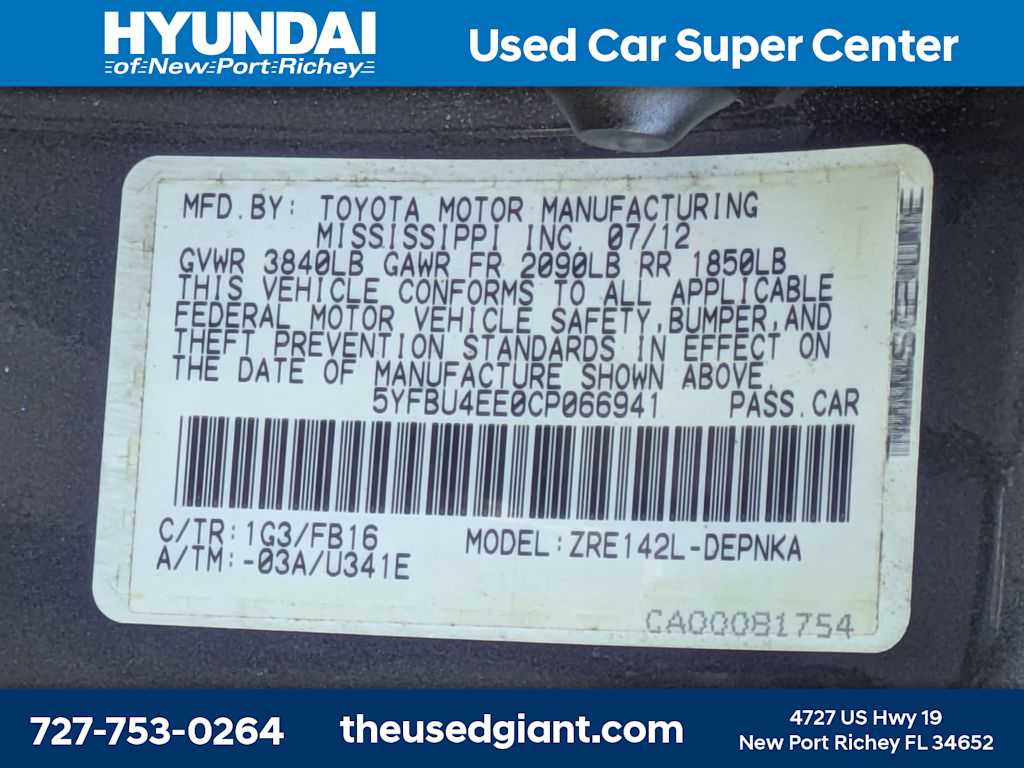 HYUNDAI
of New Port Richey
Used Car Super Center
MFD.BY: TOYOTA MOTOR MANUFACTURING
MISSISSIPPI INC. 07/12
GVWR 3840LB GAWR FR 2090LB RR 1850LB
THIS VEHICLE CONFORMS TO ALL APPLICABLE
FEDERAL MOTOR VEHICLE SAFETY,BUMPER,AND
THEFT PREVENTION STANDARDS IN EFFECT ON
THE DATE OF MANUFACTURE SHOWN ABOVE.
5YFBU4EE0CP066941 PASS.CAR
C/TR:1G3/FB16 MODEL:ZRE142L-DEPNKA
A/TM:-03A/U341E
CA00081754
727-753-0264
theusedgiant.com
4727 US Hwy 19
New Port Richey FL 34652